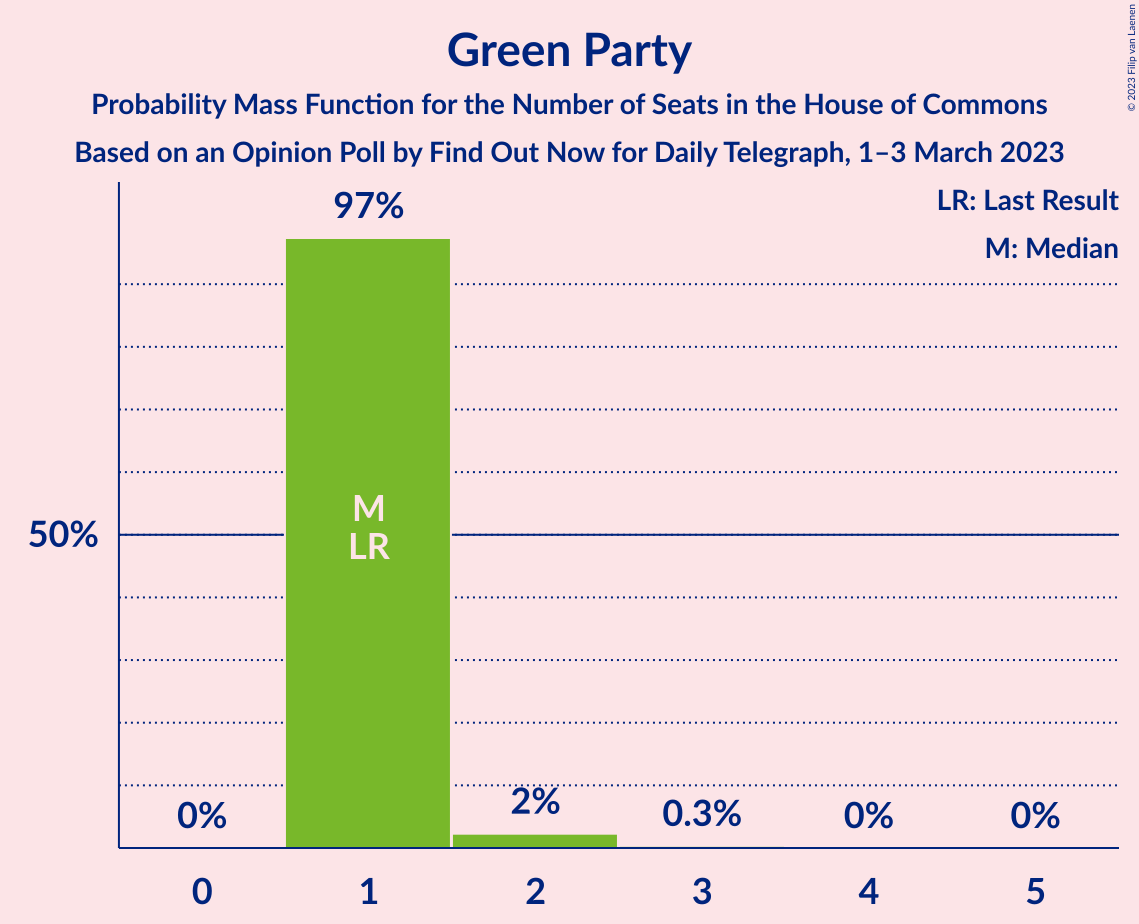 Green Party
Probability Mass Function for the Number of Seats in the House of Commons
Based on an Opinion Poll by Find Out Now for Daily Telegraph, 1–3 March 2023
© 2023 Filip van Laenen
LR: Last Result
M: Median
97%
M
LR
50%
0%
2%
0.3%
0%
0%
0
1
2
3
4
5